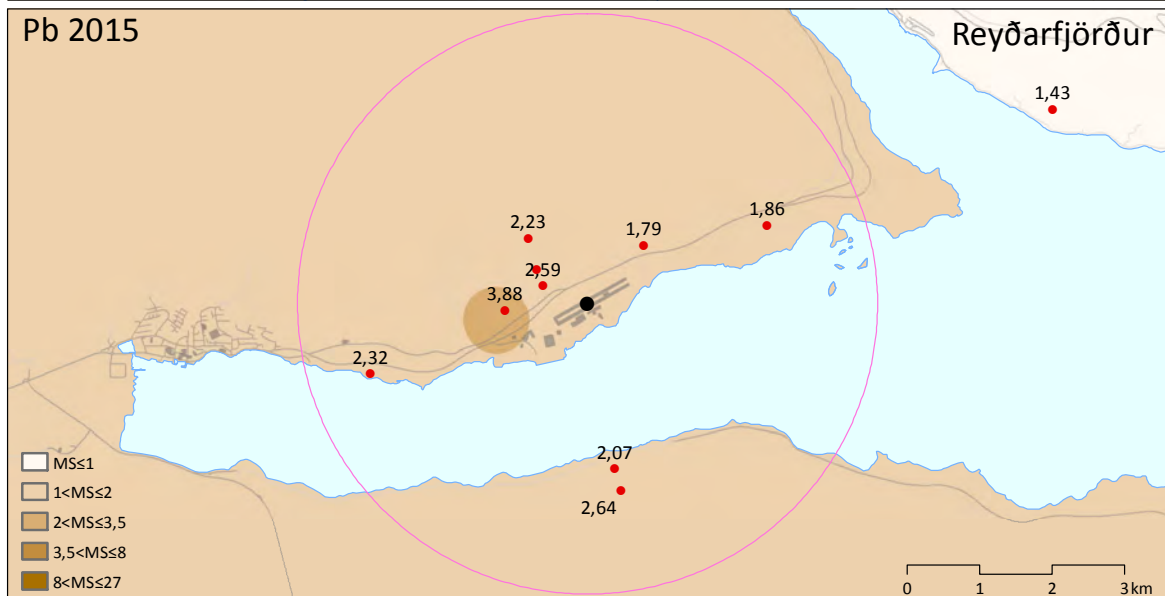 Pb 2015
Reyðarfjörður
1,43
1,86
2,23
1,79
2,59
3,88
2,32
2,07
2,64
MS≤1
1<MS≤2
2<MS≤3,5
3,5<MS≤8
8<MS≤27
0 1 2 3 km